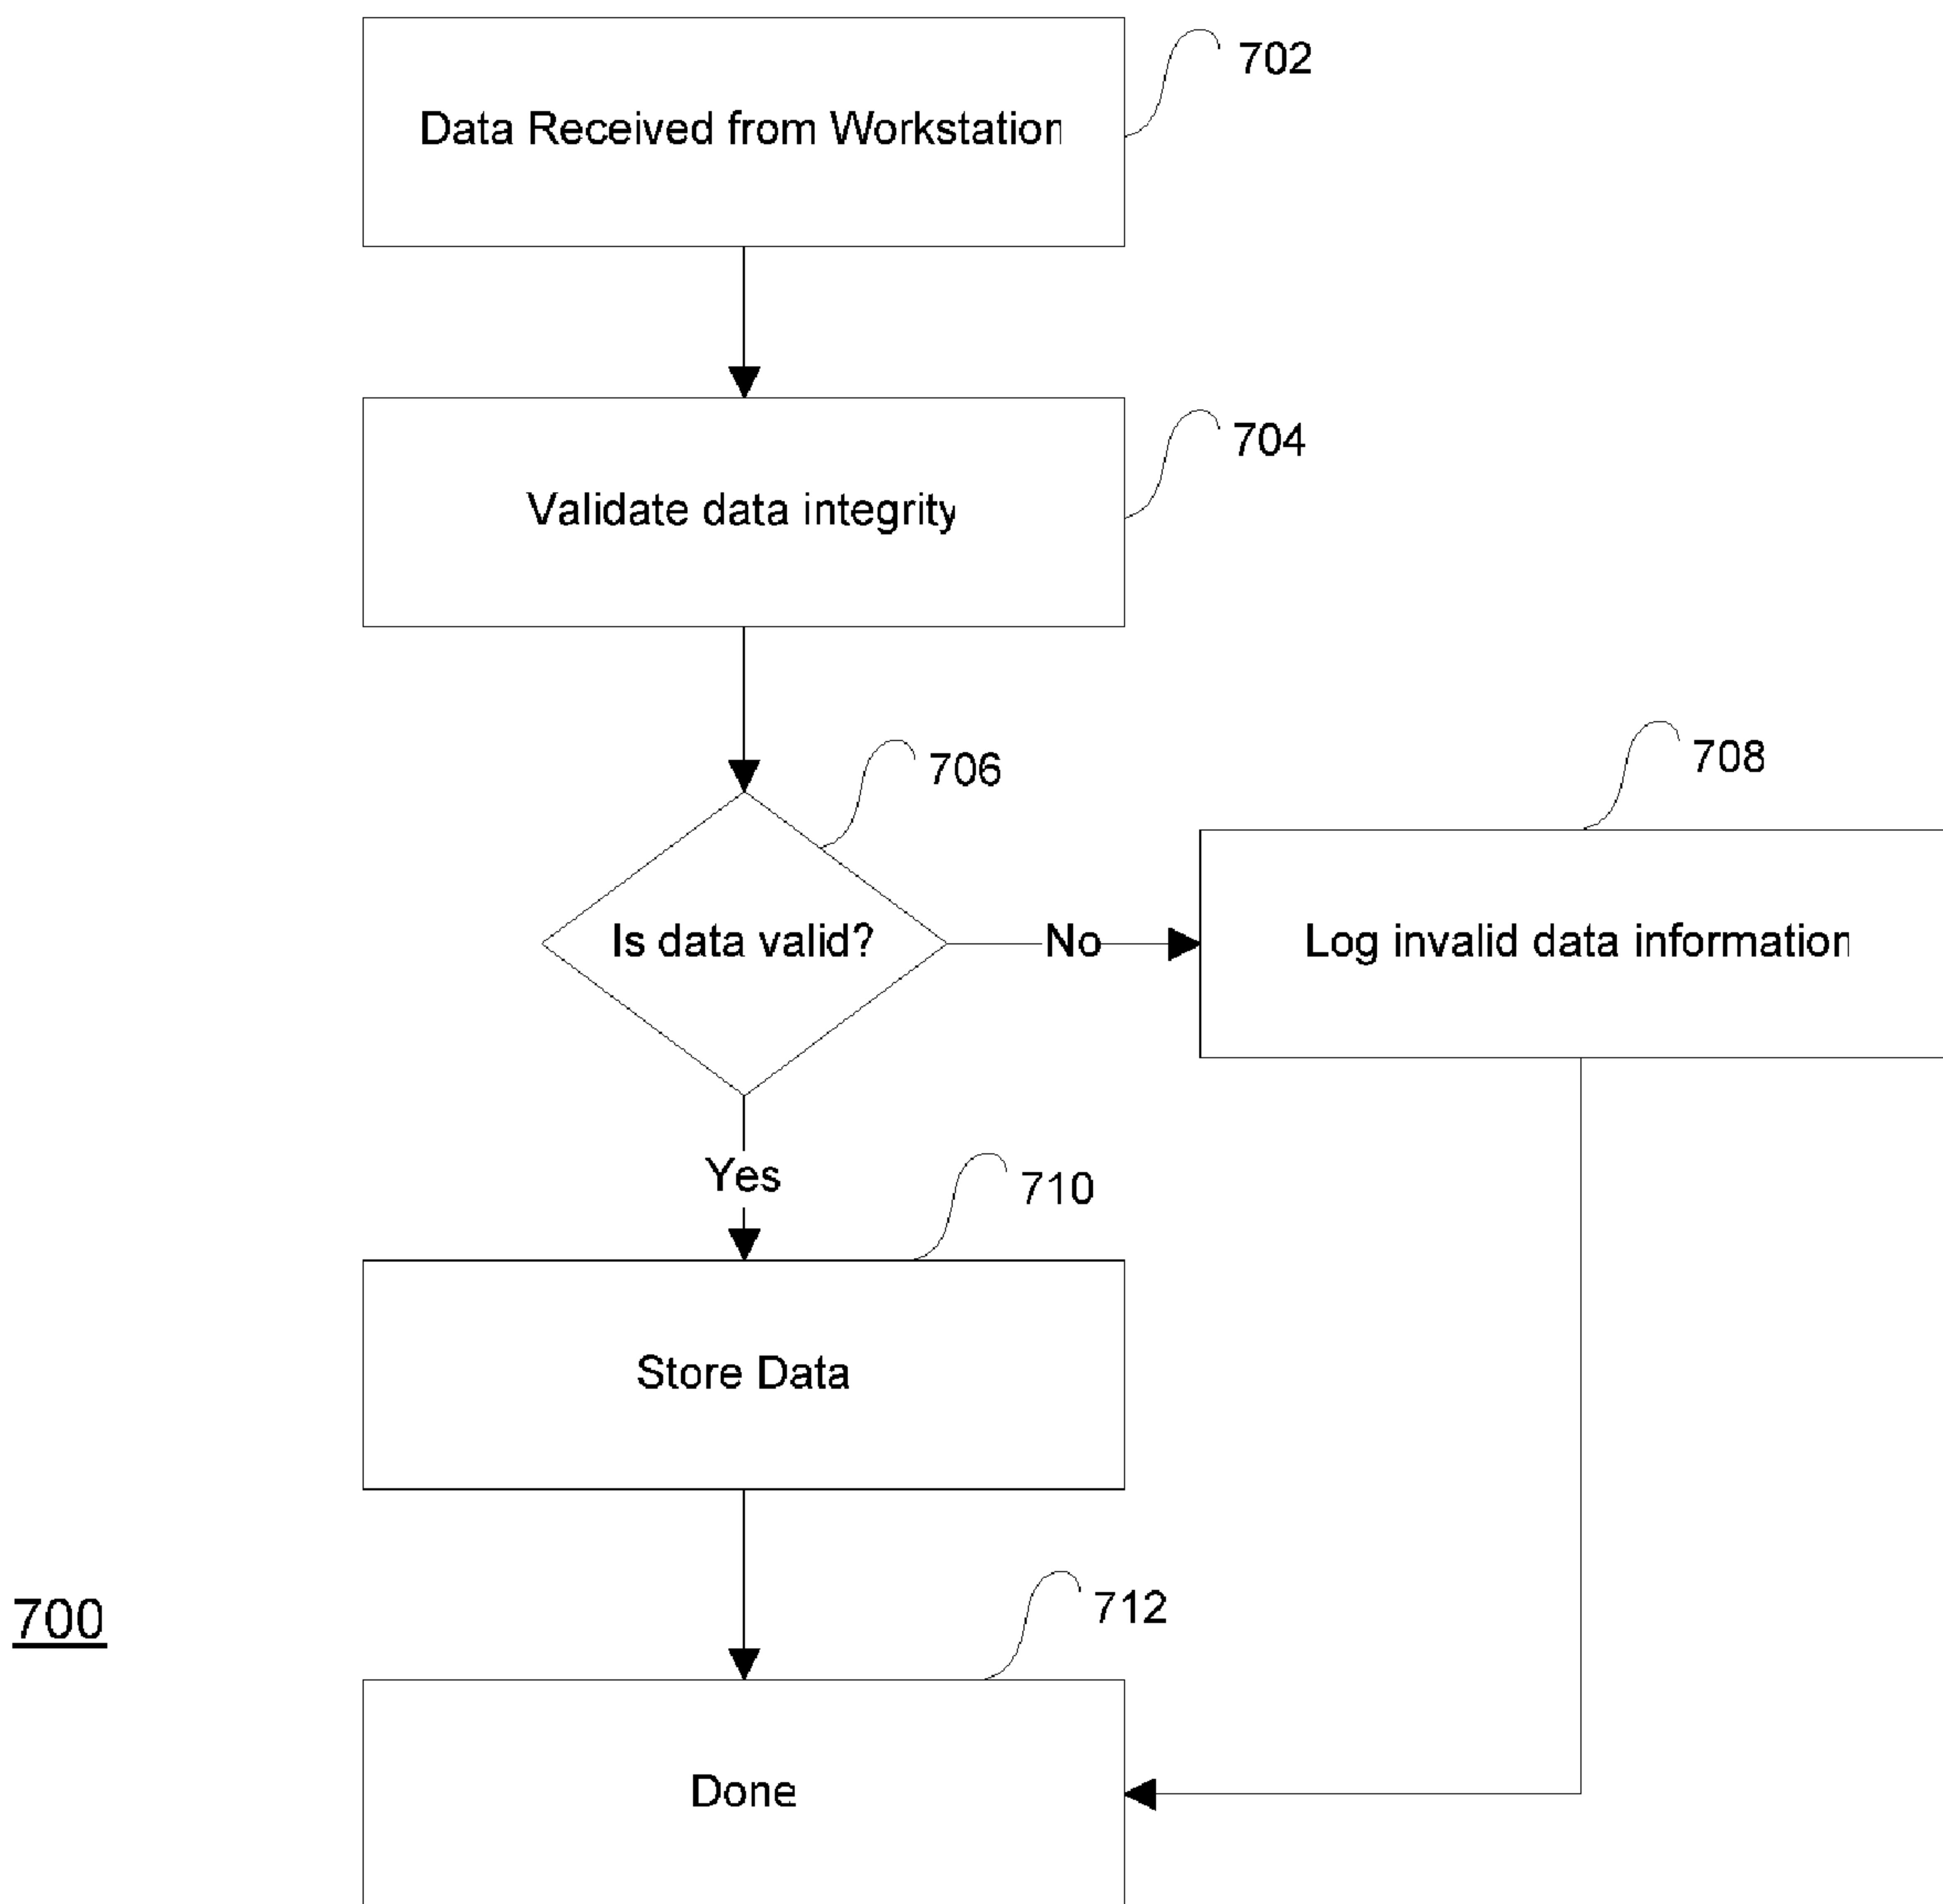 702
Data Received from Workstation
704
Validate data integrity
706
708
Is data valid?
No
Log invalid data information
Yes
710
Store Data
700
712
Done